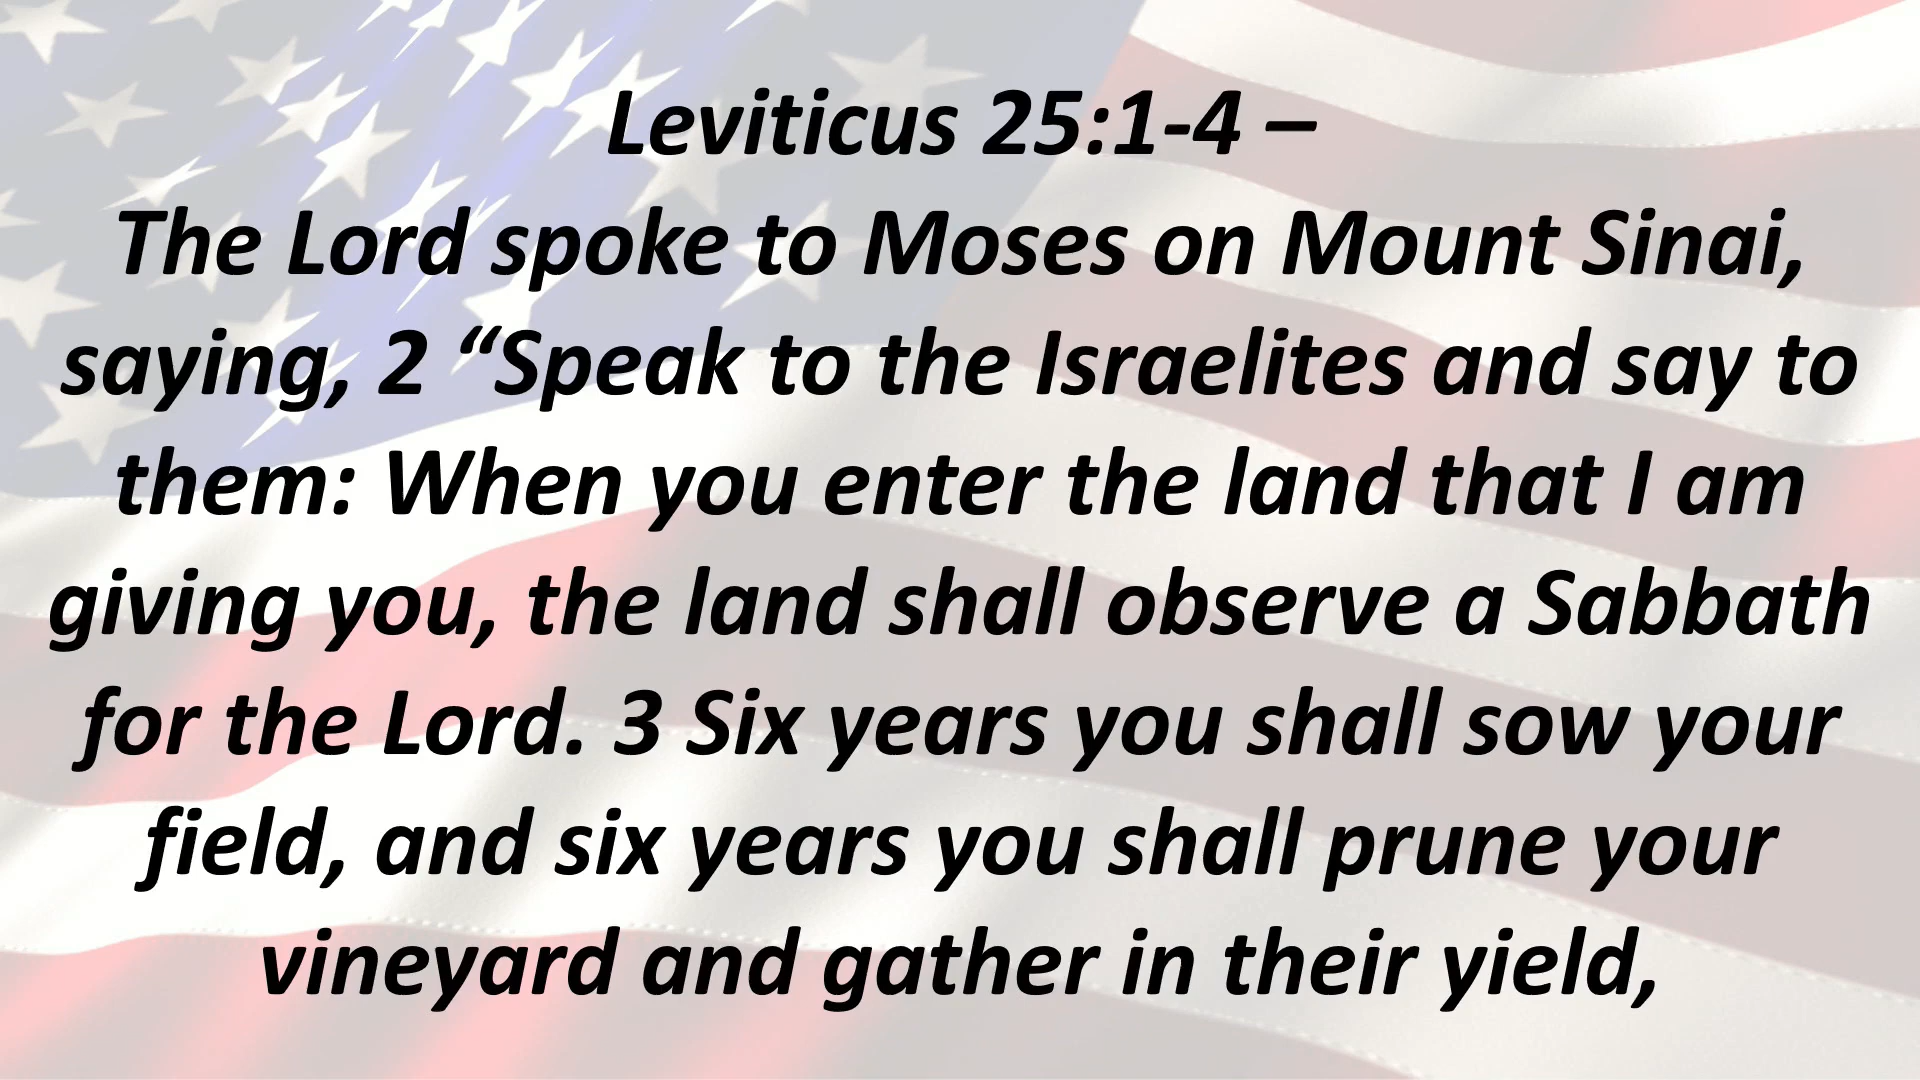 Leviticus 25:1-4 –
The Lord spoke to Moses on Mount Sinai,
saying, 2 “Speak to the Israelites and say to
them: When you enter the land that I am
giving you, the land shall observe a Sabbath
for the Lord. 3 Six years you shall sow your
field, and six years you shall prune your
vineyard and gather in their yield,